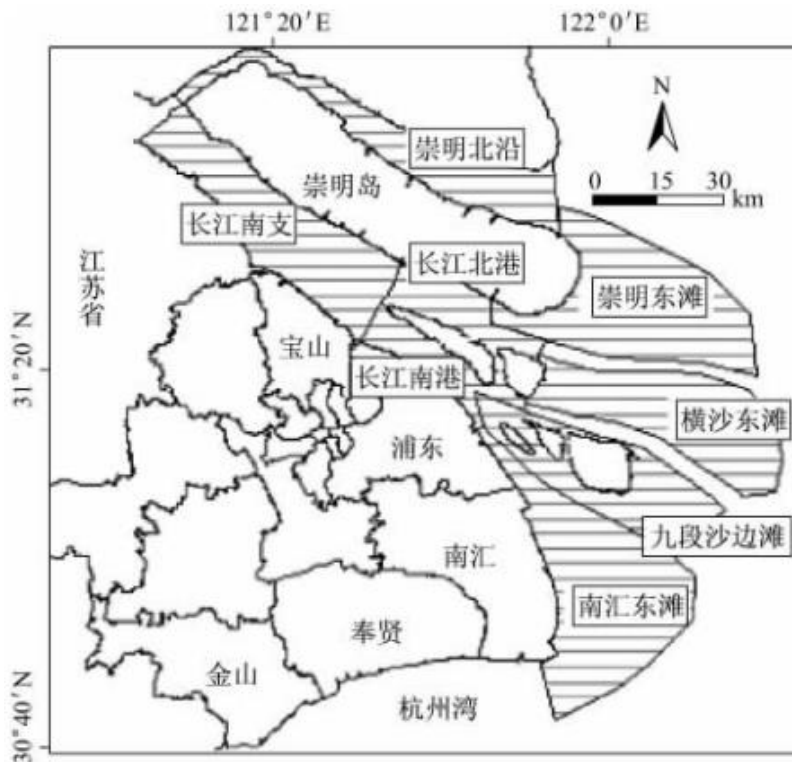 121°20′E
122°0′E
N
崇明北沿
0 15 30 km
崇明岛
长江南支
江苏省
长江北港
崇明东滩
31°20′N
宝山
长江南港
横沙东滩
浦东
九段沙边滩
南汇
南汇东滩
奉贤
金山
杭州湾
30°40′N